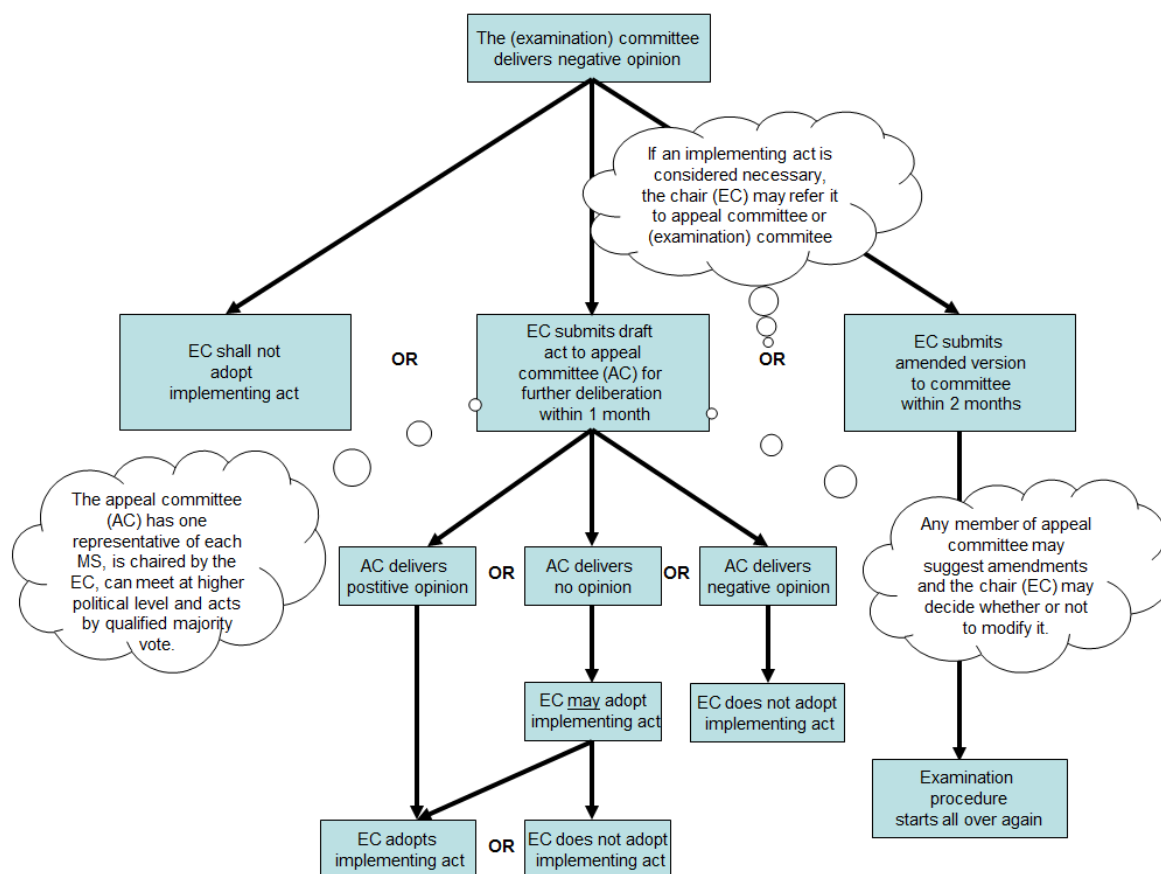 The (examination) committee
delivers negative opinion
If an implementing act is
considered necessary,
the chair (EC) may refer it
to appeal committee or
(examination) commitee
EC shall not
adopt
implementing act
OR
EC submits draft
act to appeal
committee (AC) for
further deliberation
within 1 month
OR
EC submits
amended version
to committee
within 2 months
The appeal committee
(AC) has one
representative of each
MS, is chaired by the
EC, can meet at higher
political level and acts
by qualified majority
vote.
Any member of appeal
committee may
suggest amendments
and the chair (EC) may
decide whether or not
to modify it.
AC delivers
postitive opinion
OR
AC delivers
no opinion
OR
AC delivers
negative opinion
EC may adopt
implementing act
EC does not adopt
implementing act
EC adopts
implementing act
OR
EC does not adopt
implementing act
Examination
procedure
starts all over again